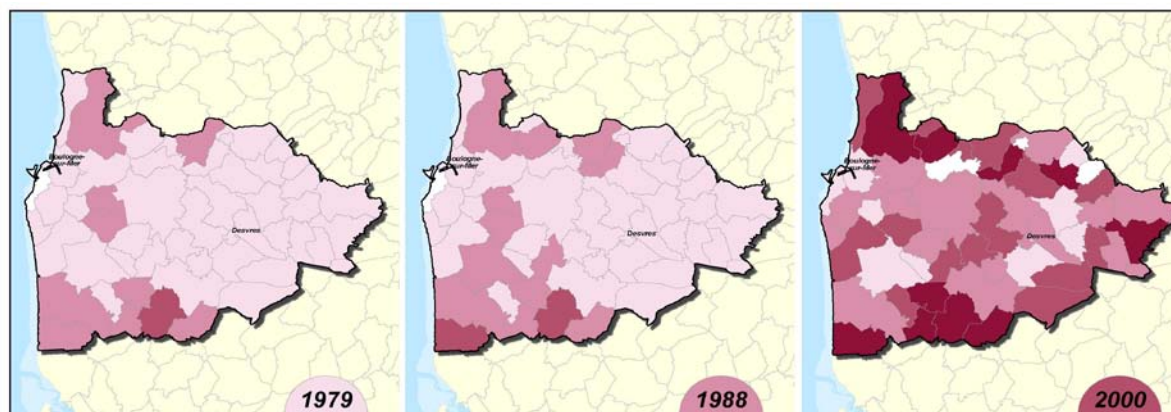 Boulogne-
sur-Mer
Desvres
1979
Boulogne-
sur-Mer
Desvres
1988
Boulogne-
sur-Mer
Desvres
2000